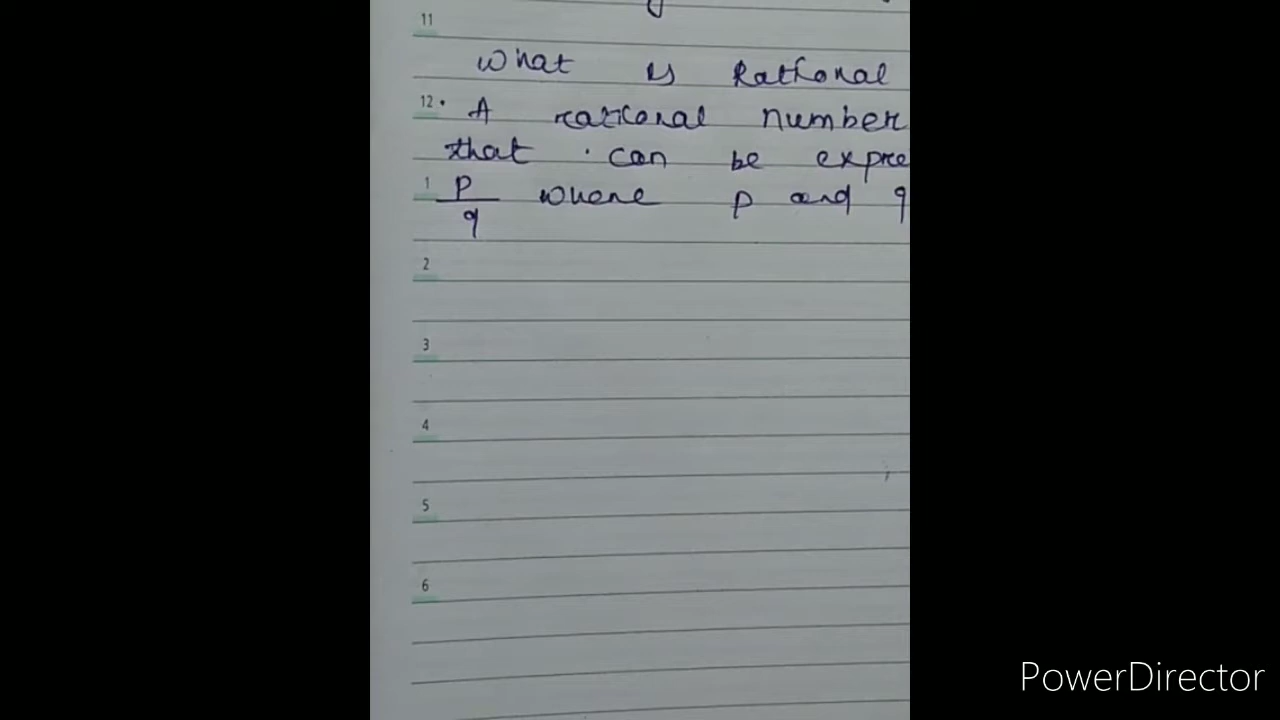 11
What is Rational
12 • A rational number
that can be expre
1 p/q where p and q
2
3
4
5
6
PowerDirector